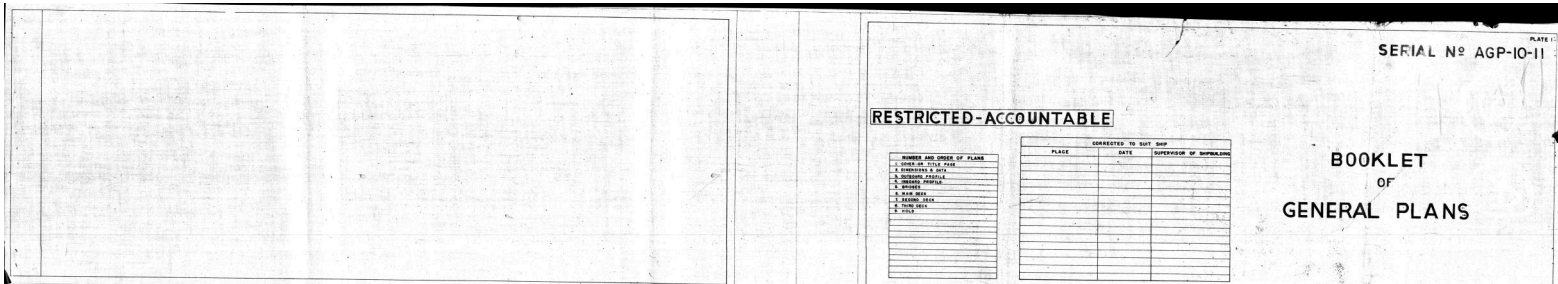 PLATE 1
SERIAL Nº AGP-10-11
RESTRICTED-ACCOUNTABLE
NUMBER AND ORDER OF PLANS
1. COVER OR TITLE PAGE
2. DIMENSIONS & DATA
3. OUTBOARD PROFILE
4. INBOARD PROFILE
5. BRIDGES
6. MAIN DECK
7. SECOND DECK
8. THIRD DECK
9. HOLD
CORRECTED TO SUIT SHIP
PLACE DATE SUPERVISOR OF SHIPBUILDING
BOOKLET
OF
GENERAL PLANS